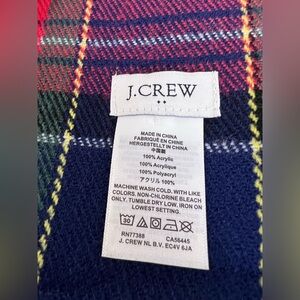 J.CREW
MADE IN CHINA
FABRIQUÉ EN CHINE
HERGESTELLT IN CHINA
中国製
100% Acrylic
100% Acrylique
100% Polyacryl
アクリル 100%
MACHINE WASH COLD. WITH LIKE
COLORS. NON-CHLORINE BLEACH
ONLY. TUMBLE DRY LOW. IRON ON
LOWEST SETTING.
30
RN77388 CA56445
J. CREW NL B.V. EC4V 6JA